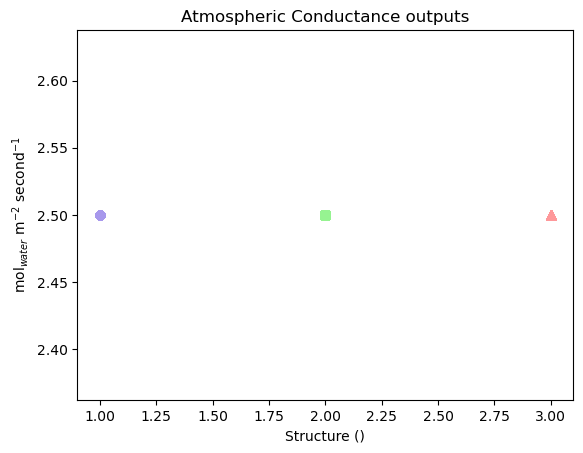 Atmospheric Conductance outputs
mol$_{water}$ m$^{-2}$ second$^{-1}$
2.60
2.55
2.50
2.45
2.40
1.00 1.25 1.50 1.75 2.00 2.25 2.50 2.75 3.00
Structure ()